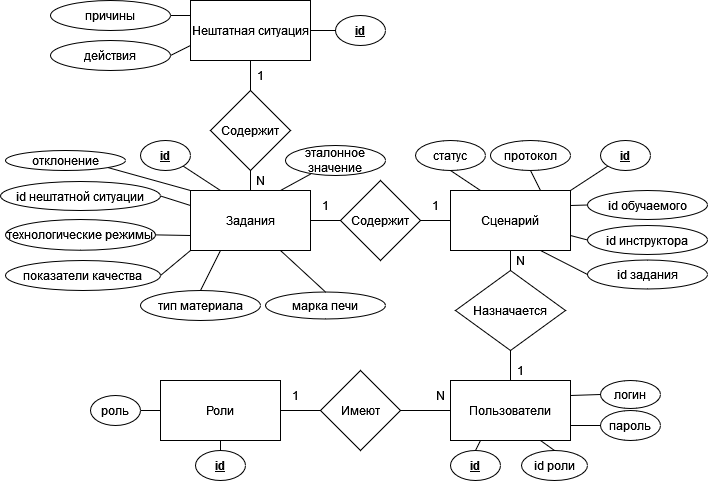 причины
Нештатная ситуация
id
действия
1
Содержит
N
отклонение
id
эталонное
значение
статус
протокол
id
id нештатной ситуации
технологические режимы
показатели качества
Задания
1
Содержит
1
Сценарий
id обучаемого
id инструктора
id задания
тип материала
марка печи
N
Назначается
1
роль
Роли
1
Имеют
N
Пользователи
логин
пароль
id
id
id роли